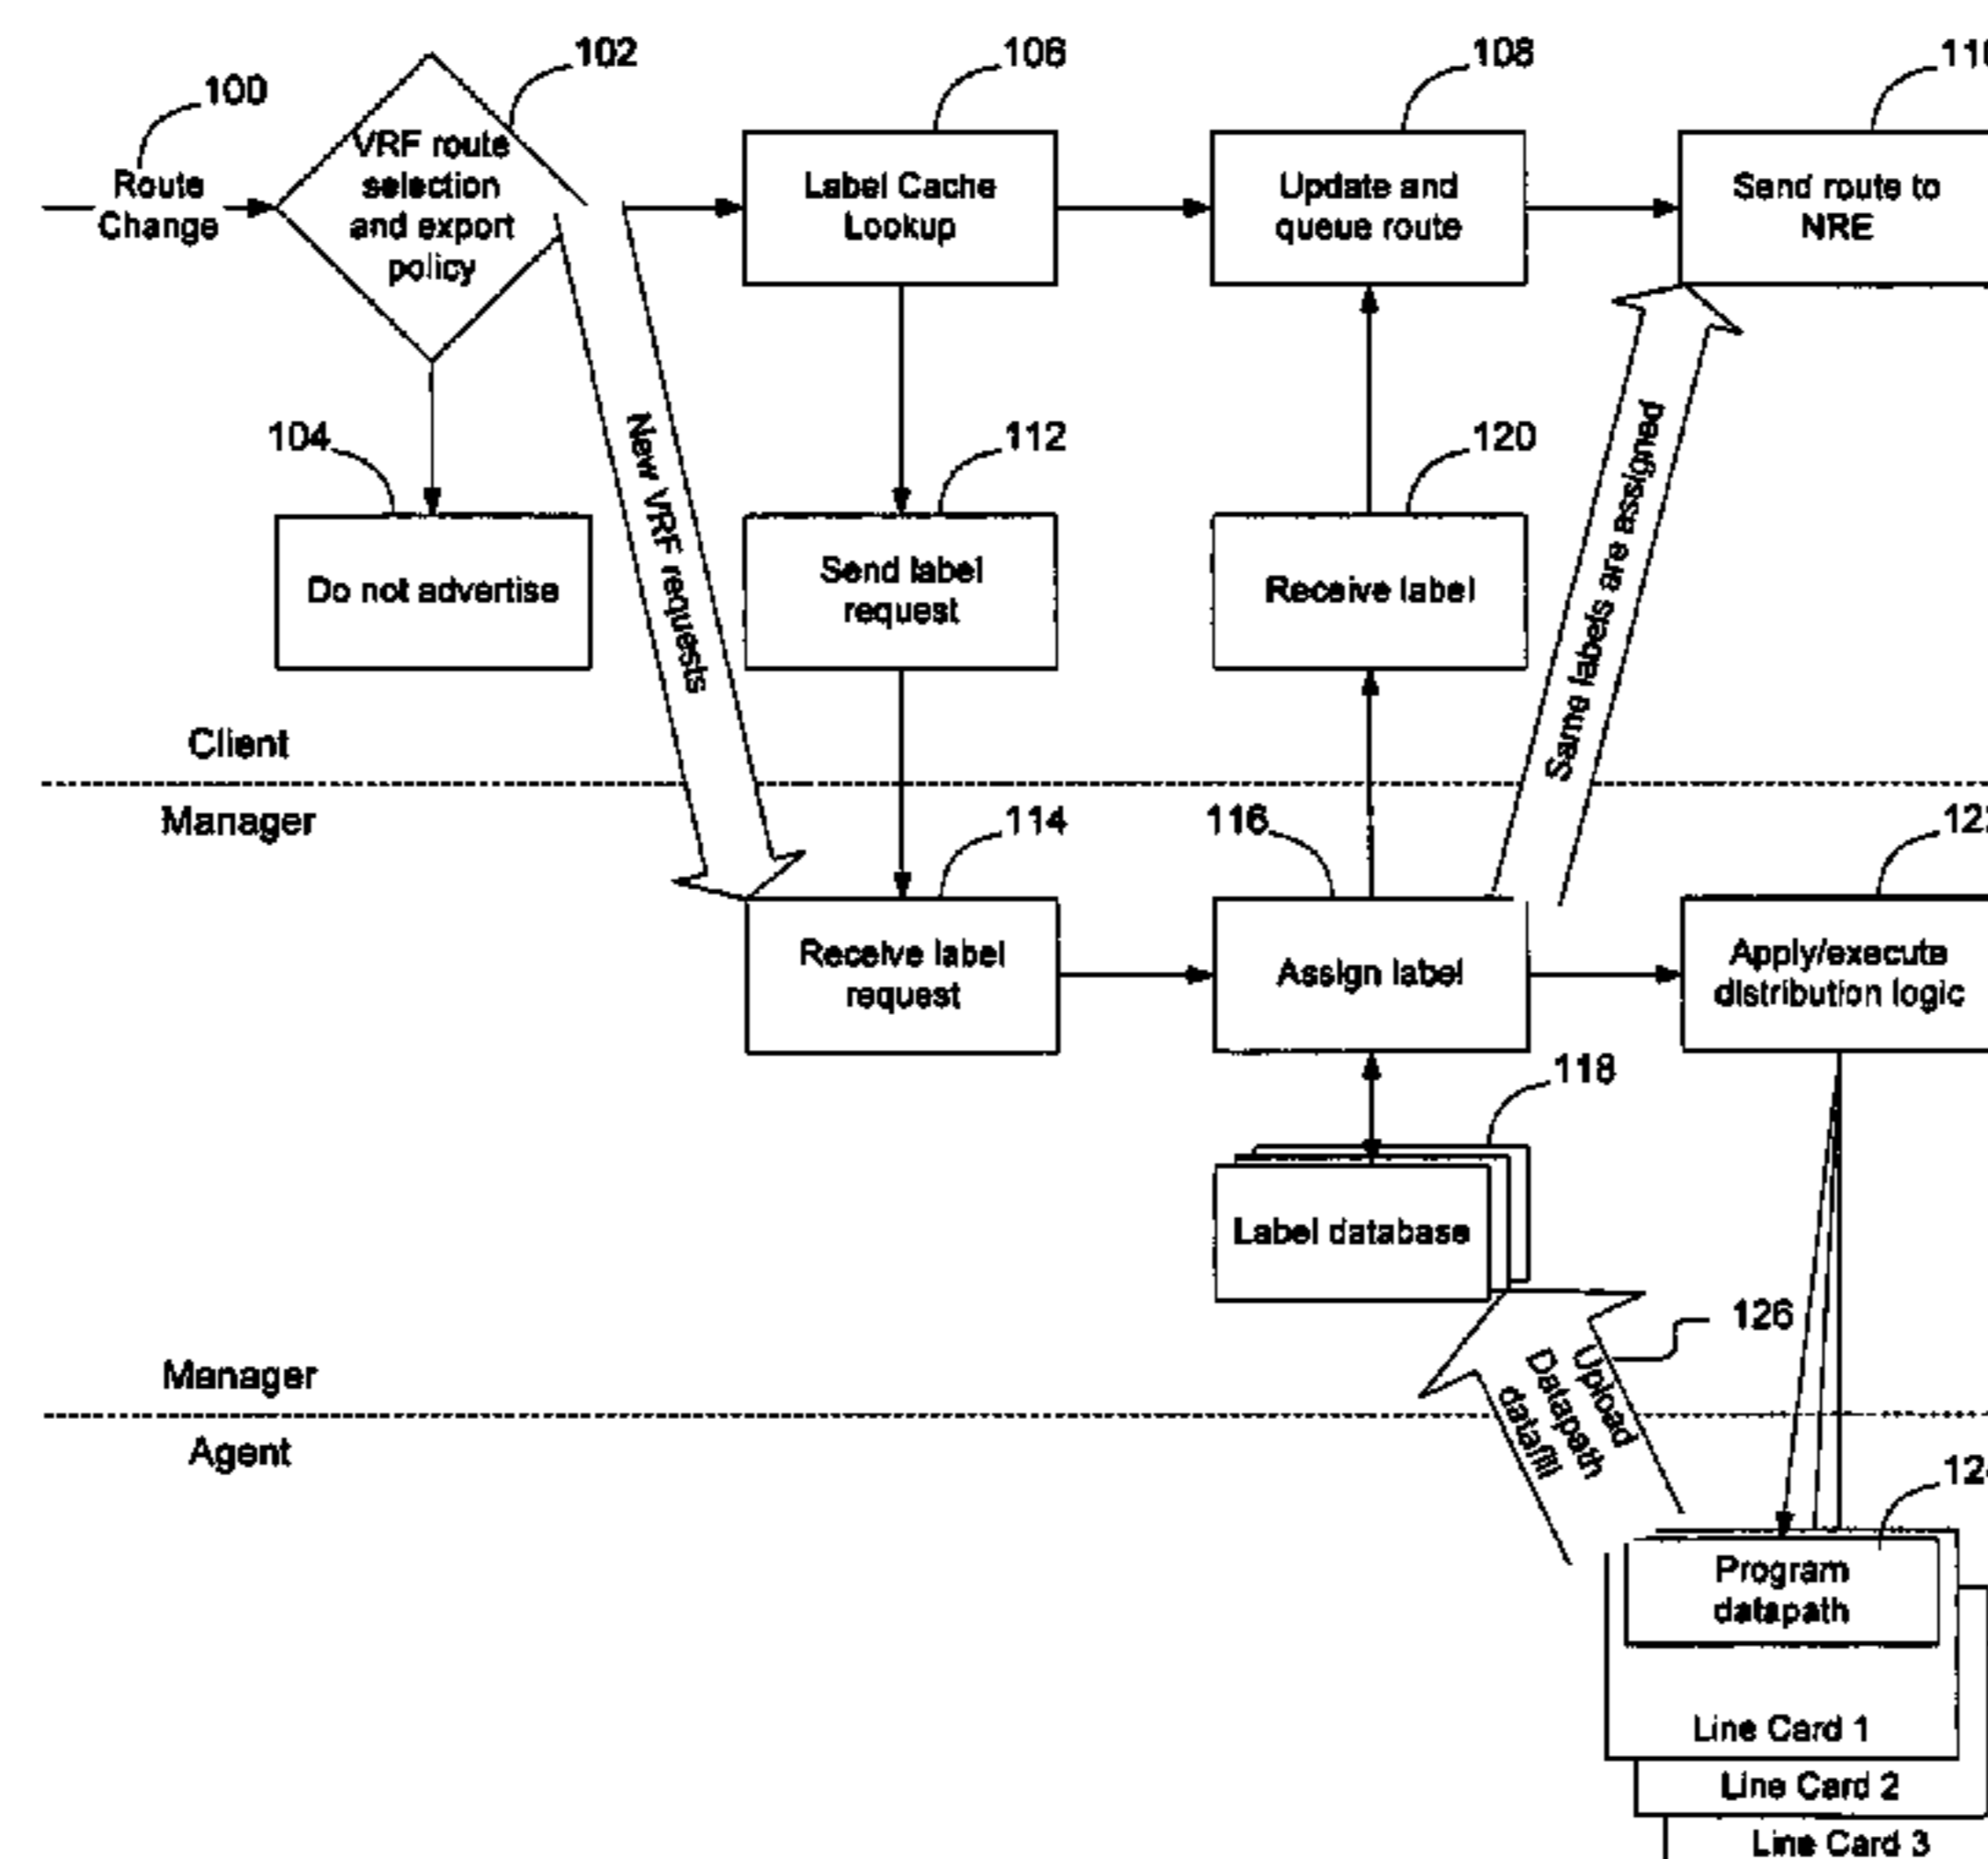 102
106
108
100
VRF route
selection
and export
policy
Route
Change
Label Cache
Lookup
Update and
queue route
Send route to
NRE
104
112
120
New VRF requests
Same labels are assigned
Do not advertise
Send label
request
Receive label
Client
Manager
114
116
Receive label
request
Assign label
Apply/execute
distribution logic
118
Label database
126
Upload
Datapath
datafill
Manager
Agent
Program
datapath
Line Card 1
Line Card 2
Line Card 3